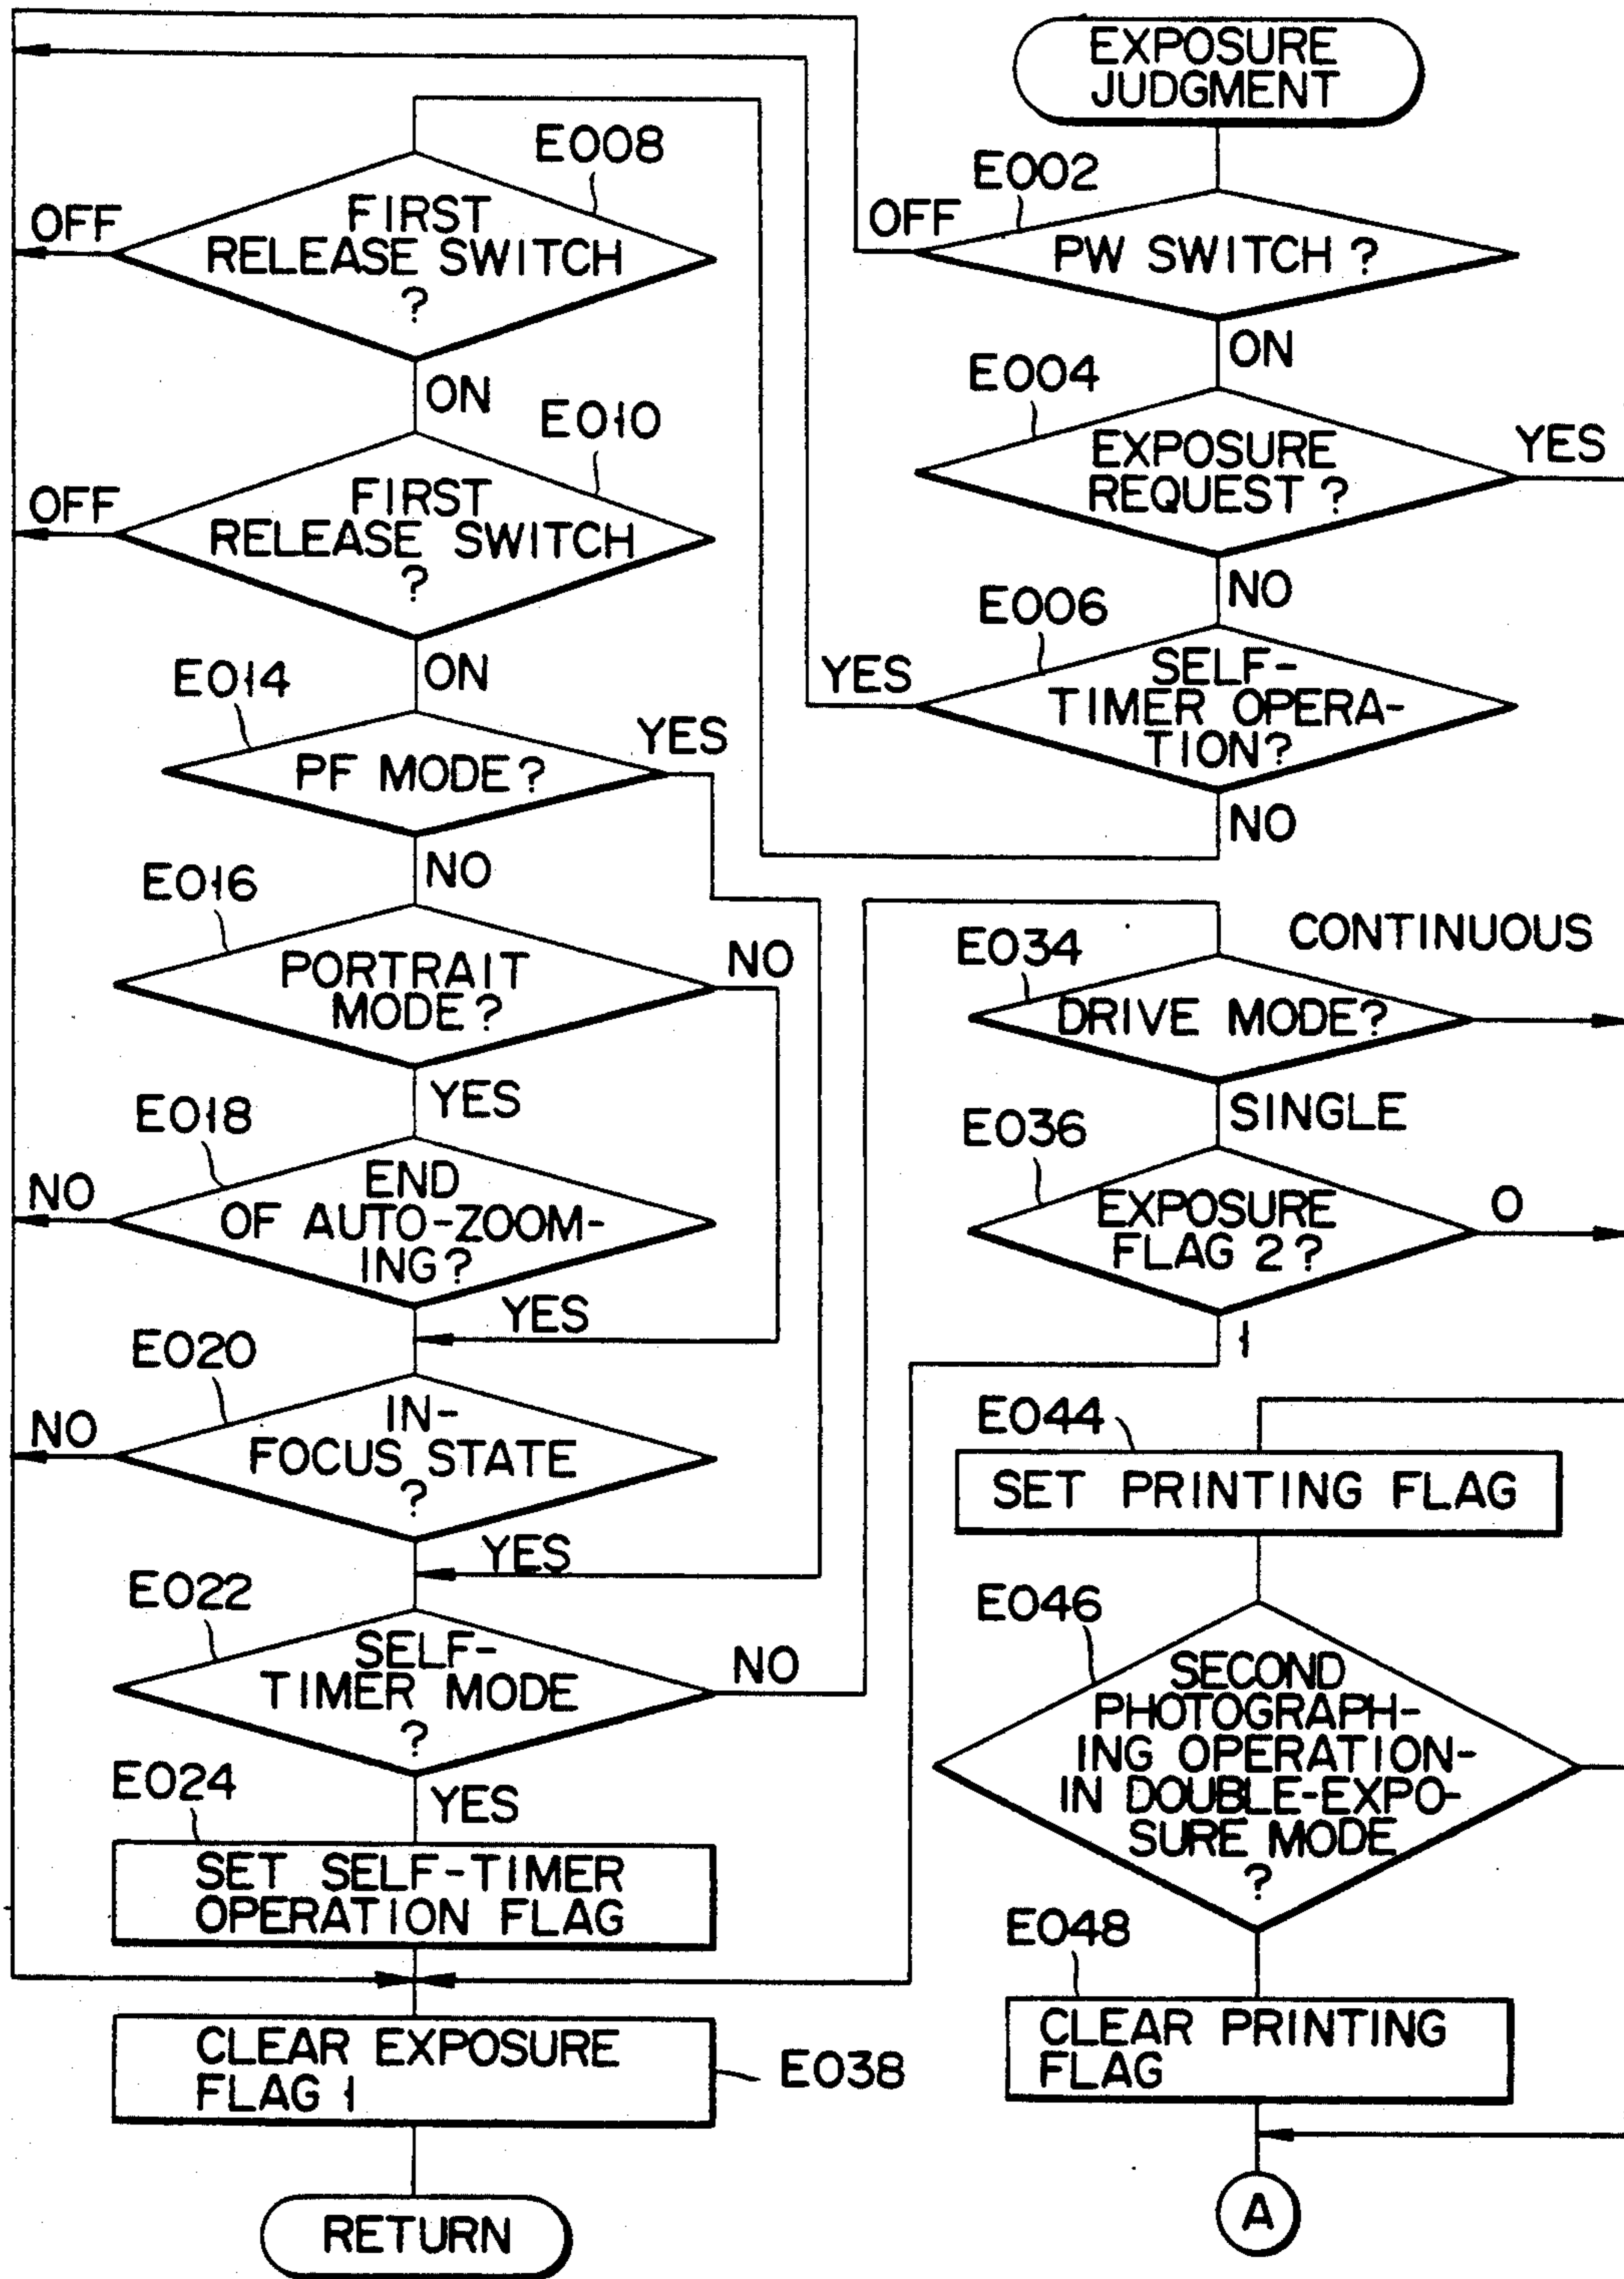 EXPOSURE
JUDGMENT
E002
OFF
PW SWITCH ?
ON
E004
EXPOSURE
REQUEST ?
YES
NO
E006
YES
SELF-
TIMER OPERA-
TION?
NO
E008
OFF
FIRST
RELEASE SWITCH
?
ON
E010
OFF
FIRST
RELEASE SWITCH
?
ON
E014
YES
PF MODE?
NO
E016
NO
PORTRAIT
MODE?
YES
E018
NO
END
OF AUTO-ZOOM-
ING?
YES
E020
NO
IN-
FOCUS STATE
?
YES
E022
SELF-
TIMER MODE
?
NO
YES
E024
SET SELF-TIMER
OPERATION FLAG
CLEAR EXPOSURE
FLAG 1
E038
RETURN
E034
CONTINUOUS
DRIVE MODE?
SINGLE
E036
EXPOSURE
FLAG 2?
0
1
E044
SET PRINTING FLAG
E046
SECOND
PHOTOGRAPH-
ING OPERATION-
IN DOUBLE-EXPO-
SURE MODE
?
E048
CLEAR PRINTING
FLAG
A